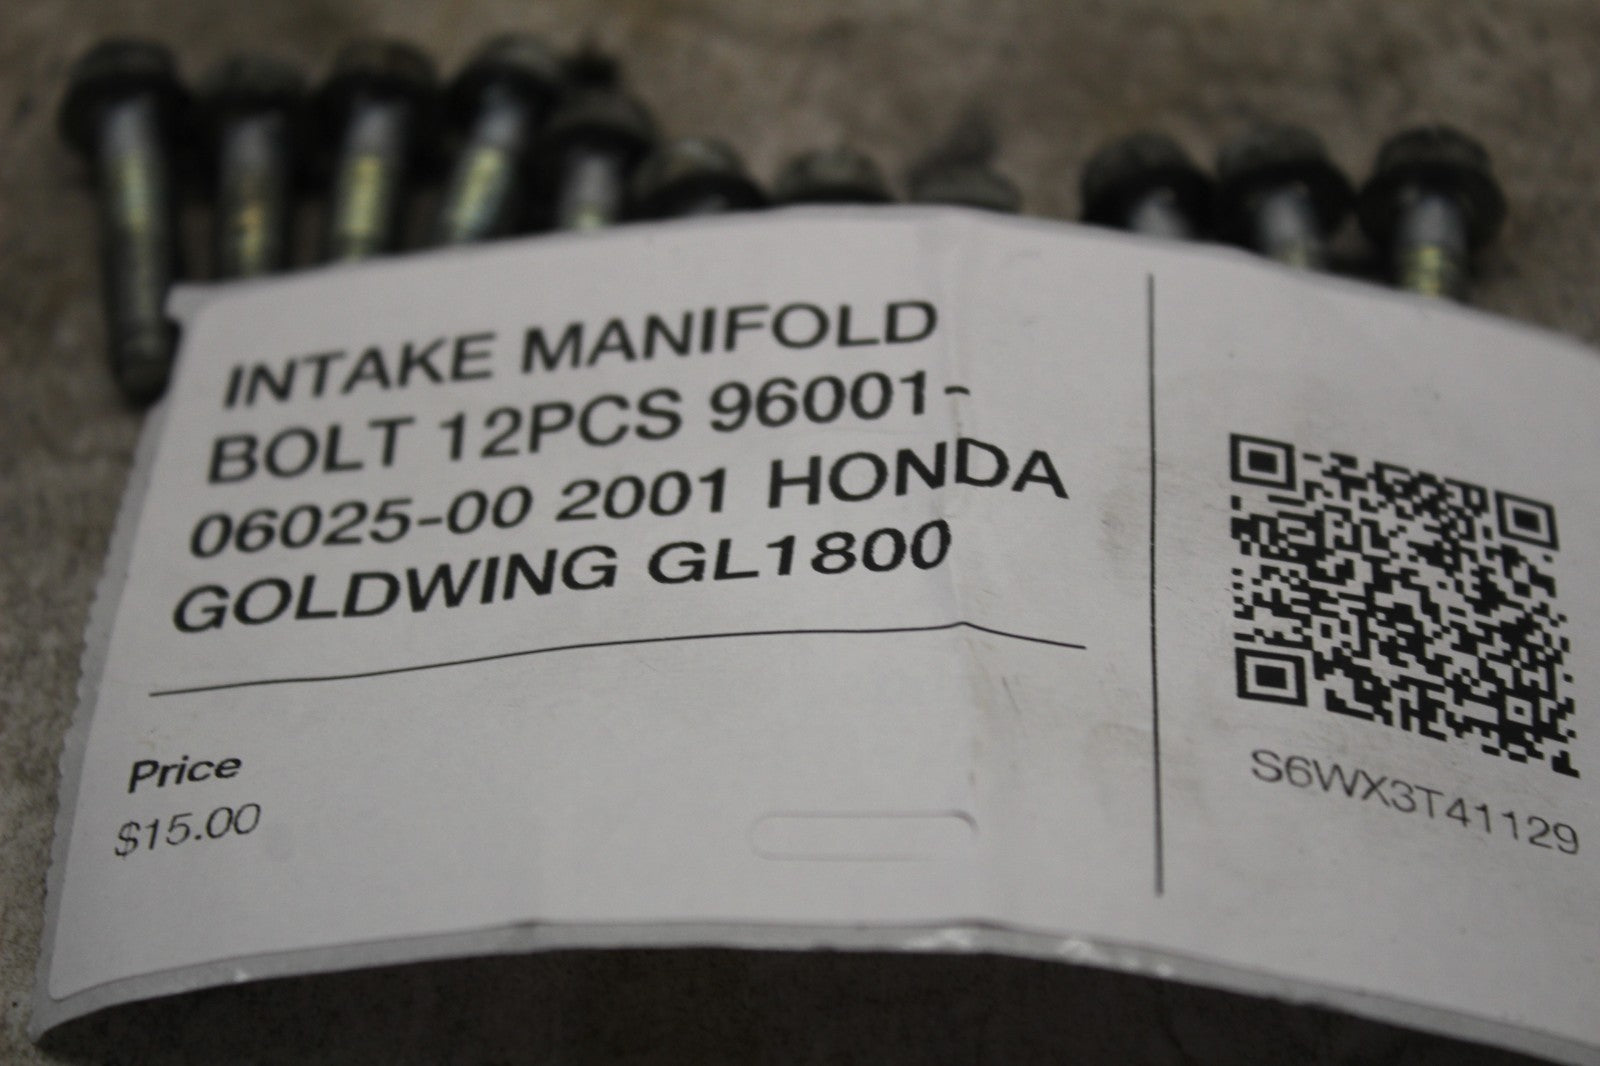 INTAKE MANIFOLD
BOLT 12PCS 96001-
06025-00 2001 HONDA
GOLDWING GL1800
Price
$15.00
S6WX3T41129